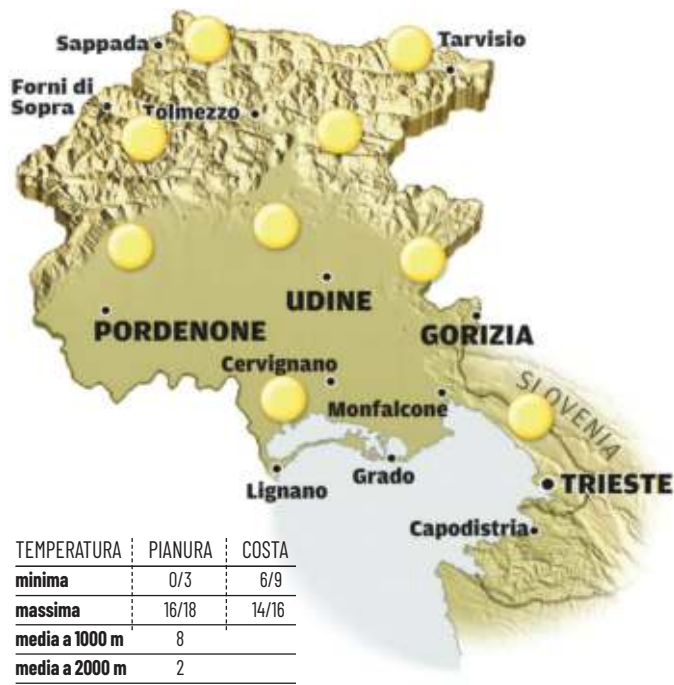 Sappada
Tarvisio
Forni di
Sopra
Tolmezzo
UDINE
PORDENONE
GORIZIA
Cervignano
Monfalcone
SLOVENIA
Grado
Lignano
TRIESTE
Capodistria
TEMPERATURA PIANURA COSTA
minima 0/3 6/9
massima 16/18 14/16
media a 1000 m 8
media a 2000 m 2